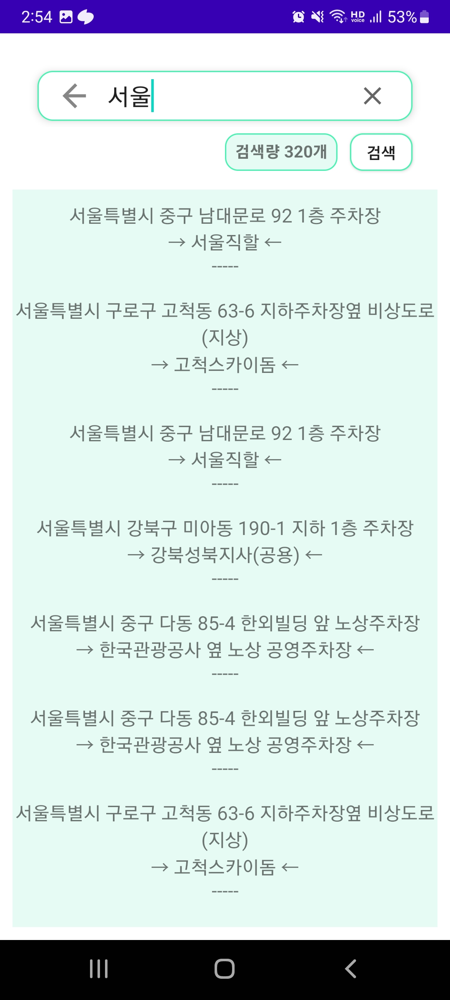 2:54 HD voice 53%
서울
검색량 320개 검색
서울특별시 중구 남대문로 92 1층 주차장
→ 서울직할 ←
-----
서울특별시 구로구 고척동 63-6 지하주차장옆 비상도로
(지상)
→ 고척스카이돔 ←
-----
서울특별시 중구 남대문로 92 1층 주차장
→ 서울직할 ←
-----
서울특별시 강북구 미아동 190-1 지하 1층 주차장
→ 강북성북지사(공용) ←
-----
서울특별시 중구 다동 85-4 한외빌딩 앞 노상주차장
→ 한국관광공사 옆 노상 공영주차장 ←
-----
서울특별시 중구 다동 85-4 한외빌딩 앞 노상주차장
→ 한국관광공사 옆 노상 공영주차장 ←
-----
서울특별시 구로구 고척동 63-6 지하주차장옆 비상도로
(지상)
→ 고척스카이돔 ←
-----